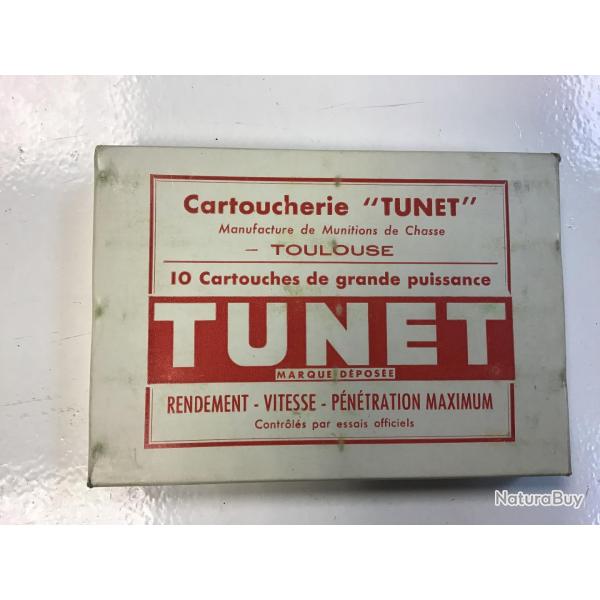 Cartoucherie "TUNET"
Manufacture de Munitions de Chasse
– TOULOUSE
10 Cartouches de grande puissance
TUNET
MARQUE DÉPOSÉE
RENDEMENT - VITESSE - PÉNÉTRATION MAXIMUM
Contrôlés par essais officiels
NaturaBuy